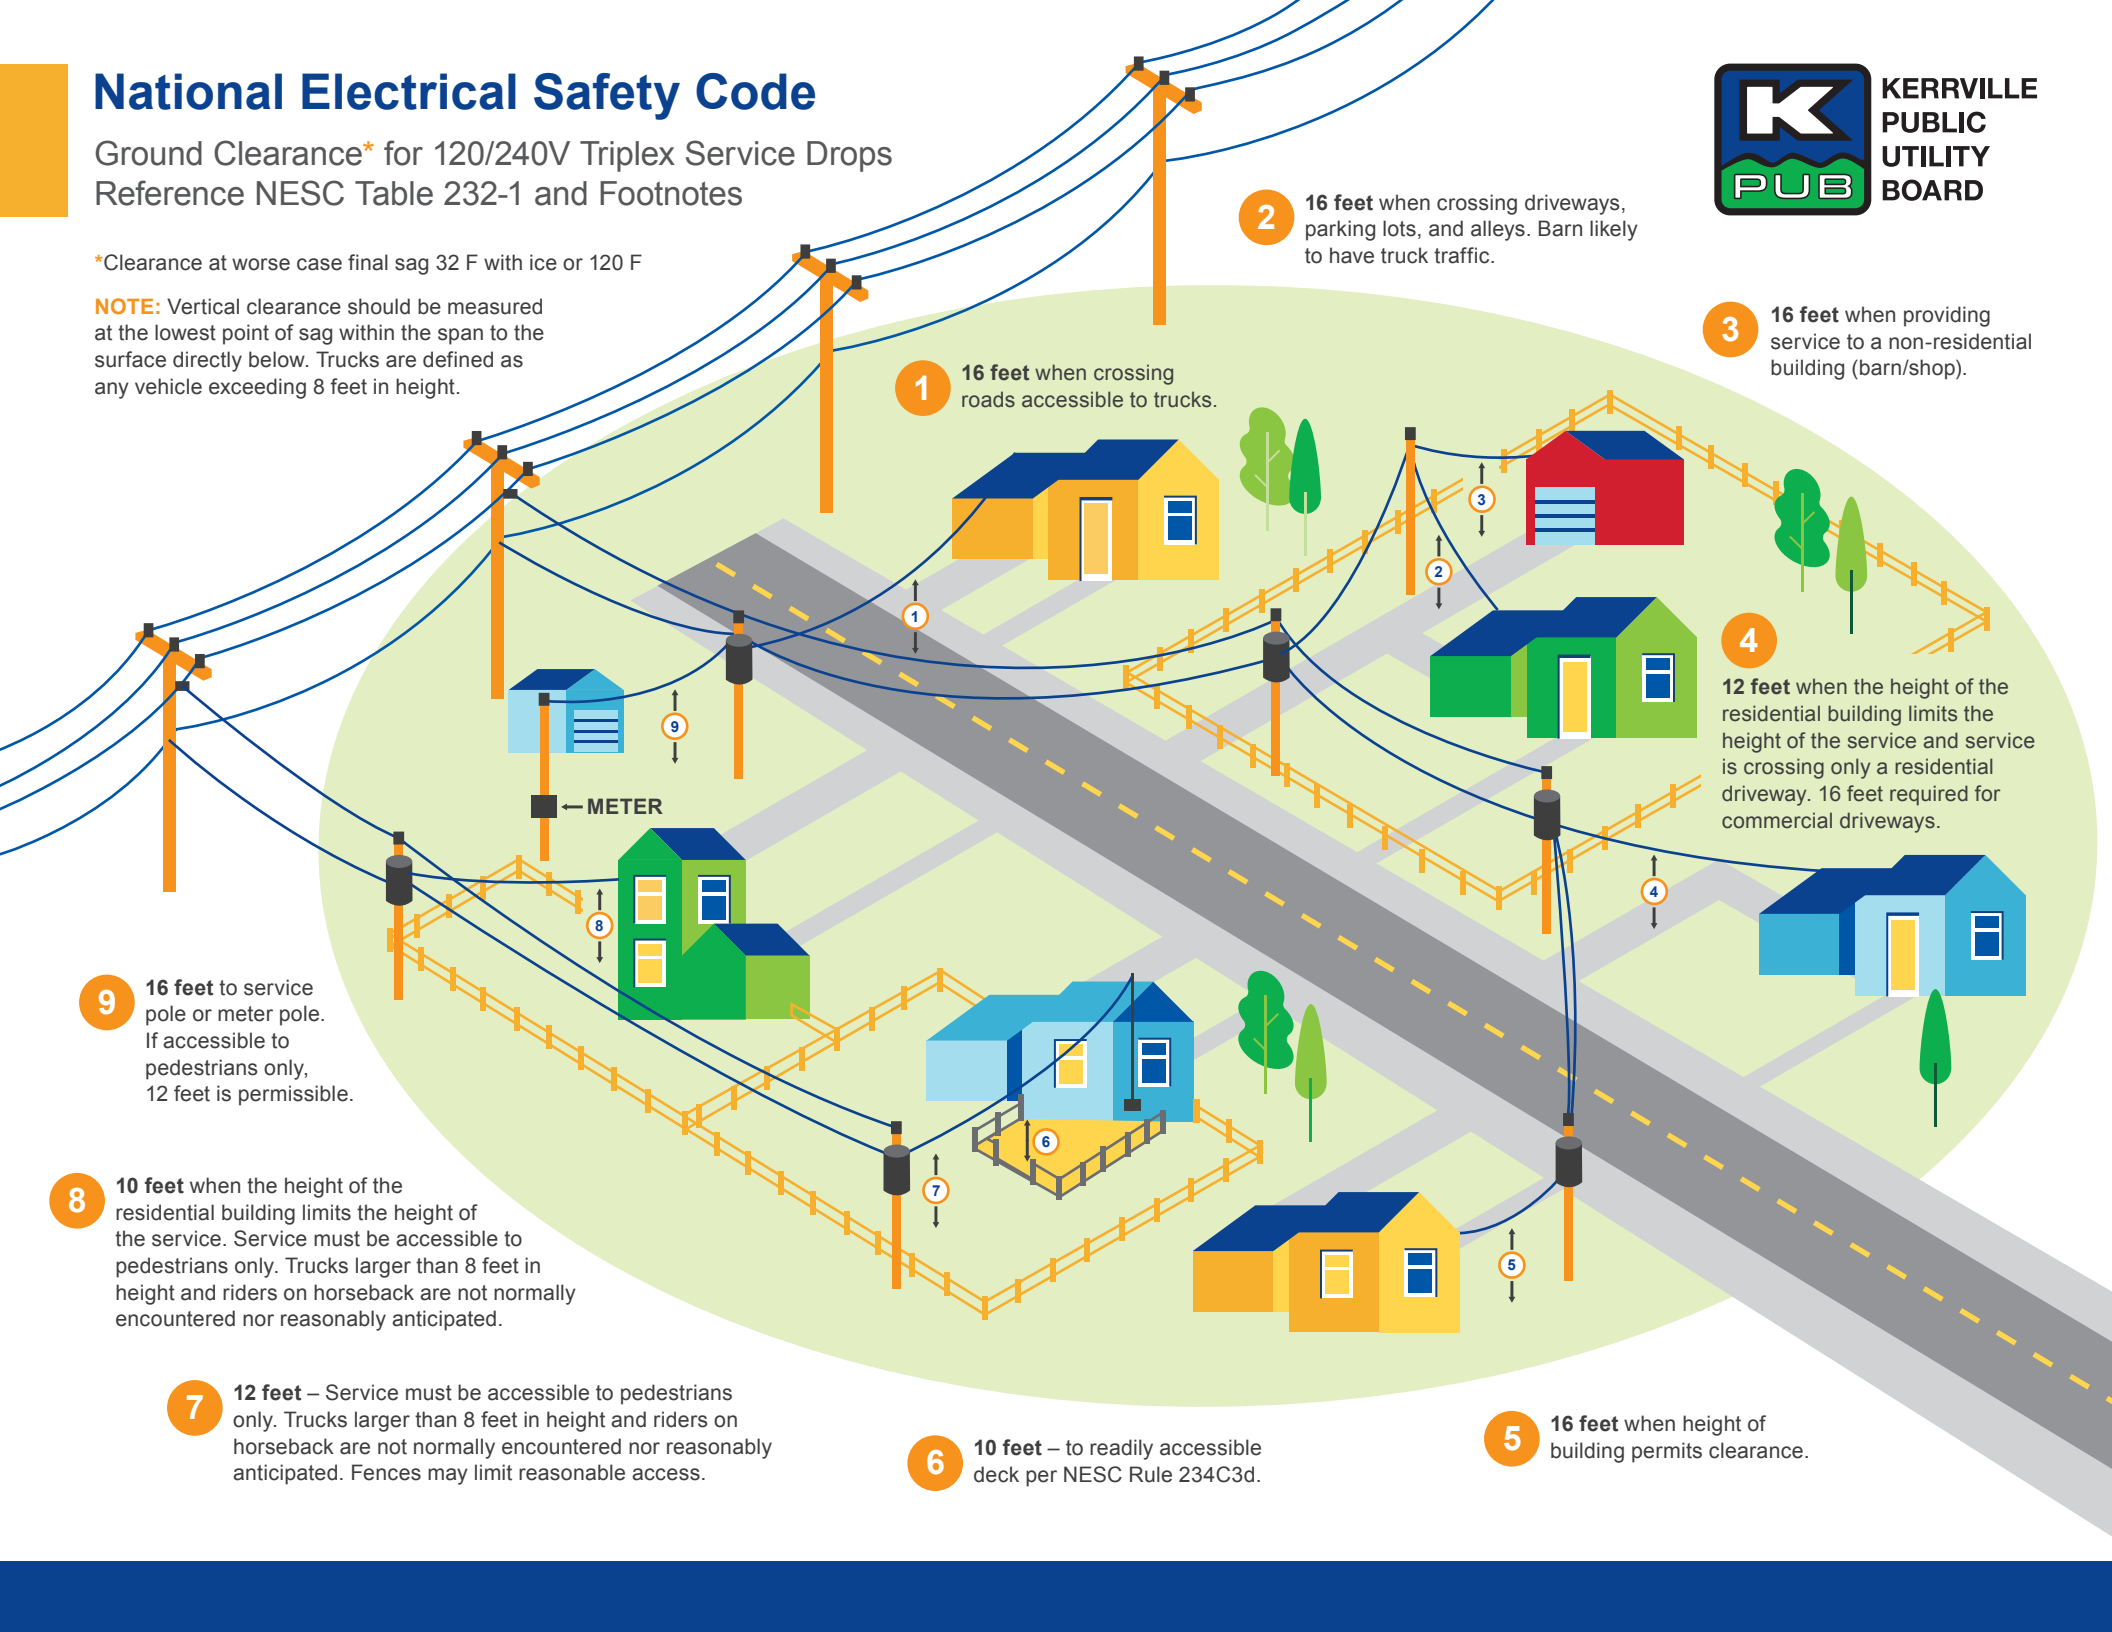 National Electrical Safety Code
Ground Clearance* for 120/240V Triplex Service Drops
Reference NESC Table 232-1 and Footnotes
*Clearance at worse case final sag 32 F with ice or 120 F
NOTE: Vertical clearance should be measured
at the lowest point of sag within the span to the
surface directly below. Trucks are defined as
any vehicle exceeding 8 feet in height.
K
PUB
KERRVILLE
PUBLIC
UTILITY
BOARD
1
16 feet when crossing
roads accessible to trucks.
2
16 feet when crossing driveways,
parking lots, and alleys. Barn likely
to have truck traffic.
3
16 feet when providing
service to a non-residential
building (barn/shop).
4
12 feet when the height of the
residential building limits the
height of the service and service
is crossing only a residential
driveway. 16 feet required for
commercial driveways.
3
2
1
9
METER
8
4
6
7
5
9
16 feet to service
pole or meter pole.
If accessible to
pedestrians only,
12 feet is permissible.
8
10 feet when the height of the
residential building limits the height of
the service. Service must be accessible to
pedestrians only. Trucks larger than 8 feet in
height and riders on horseback are not normally
encountered nor reasonably anticipated.
7
12 feet – Service must be accessible to pedestrians
only. Trucks larger than 8 feet in height and riders on
horseback are not normally encountered nor reasonably
anticipated. Fences may limit reasonable access.
6
10 feet – to readily accessible
deck per NESC Rule 234C3d.
5
16 feet when height of
building permits clearance.